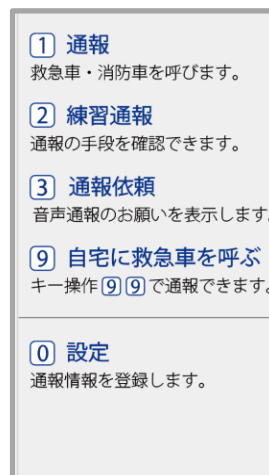 1 通報
救急車・消防車を呼びます。
2 練習通報
通報の手段を確認できます。
3 通報依頼
音声通報のお願いを表示します。
9 自宅に救急車を呼ぶ
キー操作99で通報できます。
0 設定
通報情報を登録します。